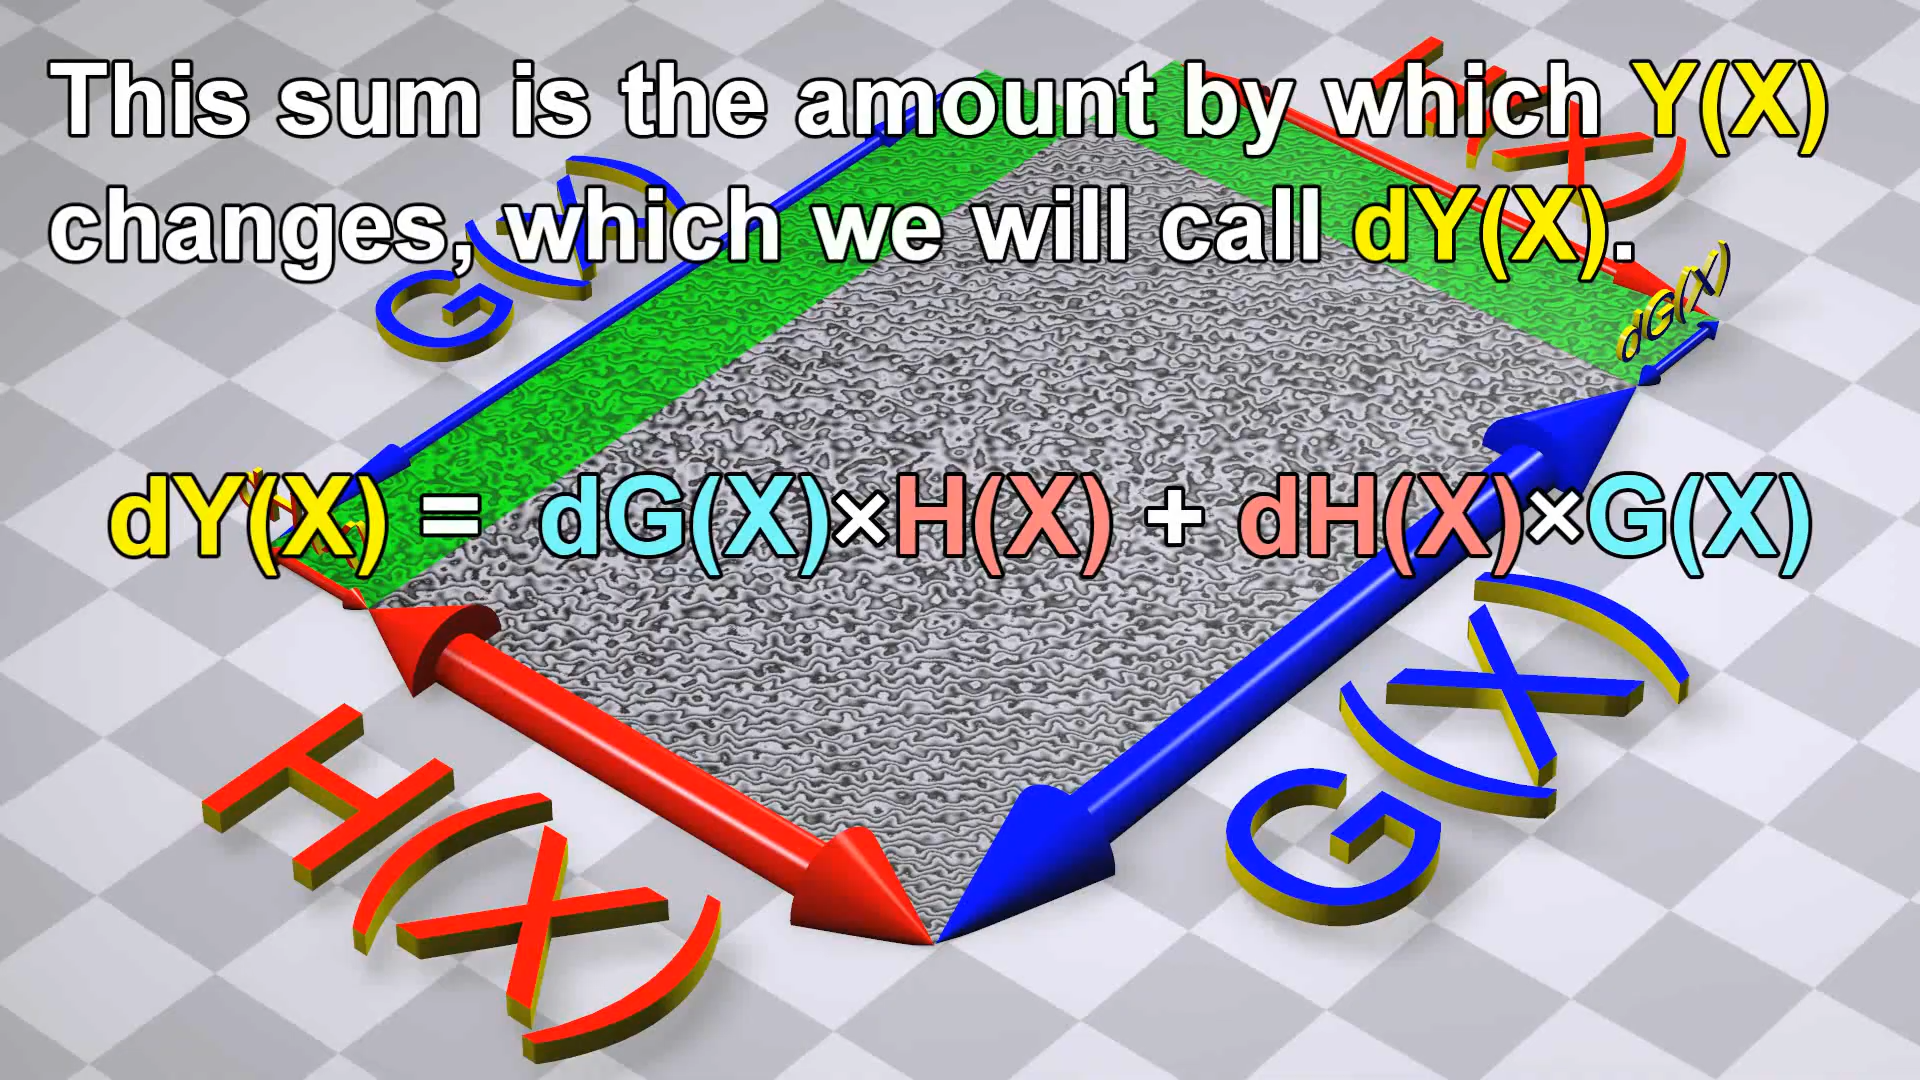 This sum is the amount by which Y(X)
changes, which we will call dY(X).
dY(X) = dG(X)×H(X) + dH(X)×G(X)
H(X)
G(X)
dG(X)
H(X)
G(X)